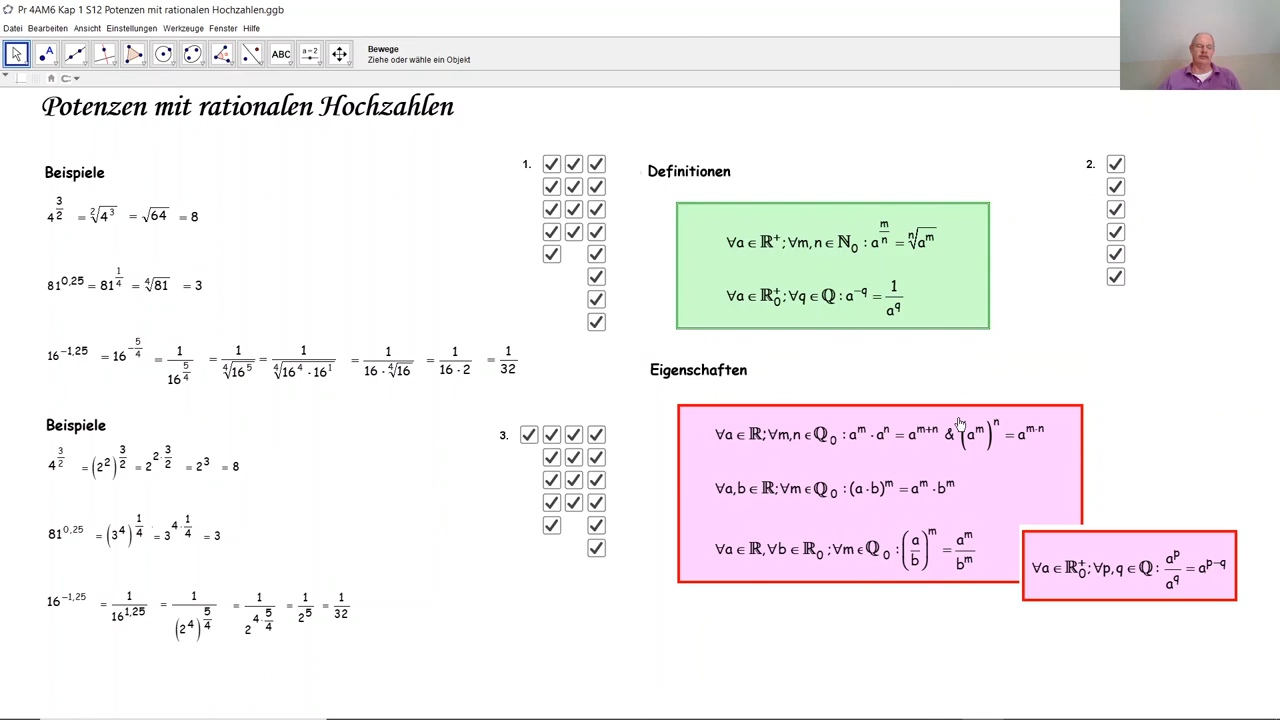 Pr 4AM6 Kap 1 S12 Potenzen mit rationalen Hochzahlen.ggb
Datei Bearbeiten Ansicht Einstellungen Werkzeuge Fenster Hilfe
A ABC a=2
Bewege
Ziehe oder wähle ein Objekt
Potenzen mit rationalen Hochzahlen
Beispiele
4^(3/2) = ²√(4³) = √64 = 8
81^0,25 = 81^(1/4) = ⁴√81 = 3
16^−1,25 = 16^(−5/4) = 1/16^(5/4) = 1/⁴√(16⁵) = 1/⁴√(16⁴·16¹) = 1/(16·⁴√16) = 1/(16·2) = 1/32
1.
Beispiele
4^(3/2) = (2²)^(3/2) = 2^(2·3/2) = 2³ = 8
81^0,25 = (3⁴)^(1/4) = 3^(4·1/4) = 3
16^−1,25 = 1/16^1,25 = 1/(2⁴)^(5/4) = 1/2^(4·5/4) = 1/2⁵ = 1/32
3.
Definitionen
∀a∈ℝ⁺;∀m,n∈ℕ₀: a^(m/n) = ⁿ√(a^m)
∀a∈ℝ₀⁺;∀q∈ℚ: a^−q = 1/a^q
2.
Eigenschaften
∀a∈ℝ;∀m,n∈ℚ₀: a^m·a^n = a^(m+n) & (a^m)^n = a^(m·n)
∀a,b∈ℝ;∀m∈ℚ₀: (a·b)^m = a^m·b^m
∀a∈ℝ,∀b∈ℝ₀;∀m∈ℚ₀: (a/b)^m = a^m/b^m
∀a∈ℝ₀⁺;∀p,q∈ℚ: a^p/a^q = a^(p−q)